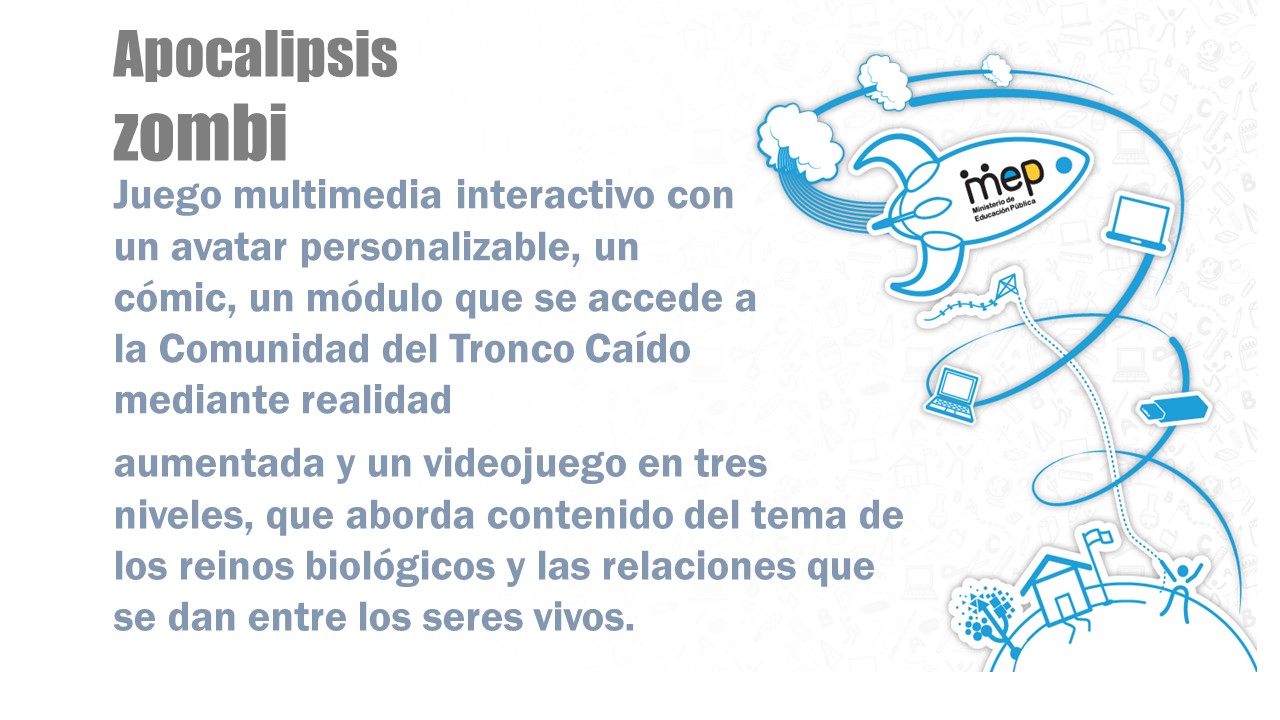 Apocalipsis
zombi
Juego multimedia interactivo con
un avatar personalizable, un
cómic, un módulo que se accede a
la Comunidad del Tronco Caído
mediante realidad
aumentada y un videojuego en tres
niveles, que aborda contenido del tema de
los reinos biológicos y las relaciones que
se dan entre los seres vivos.
mep
Ministerio de
Educación Pública